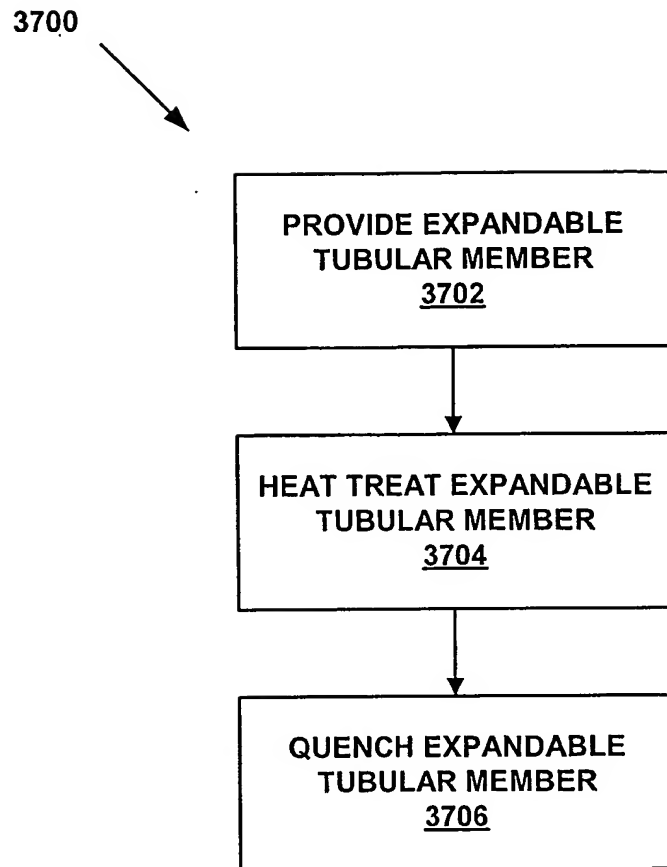 3700
PROVIDE EXPANDABLE
TUBULAR MEMBER
3702
HEAT TREAT EXPANDABLE
TUBULAR MEMBER
3704
QUENCH EXPANDABLE
TUBULAR MEMBER
3706